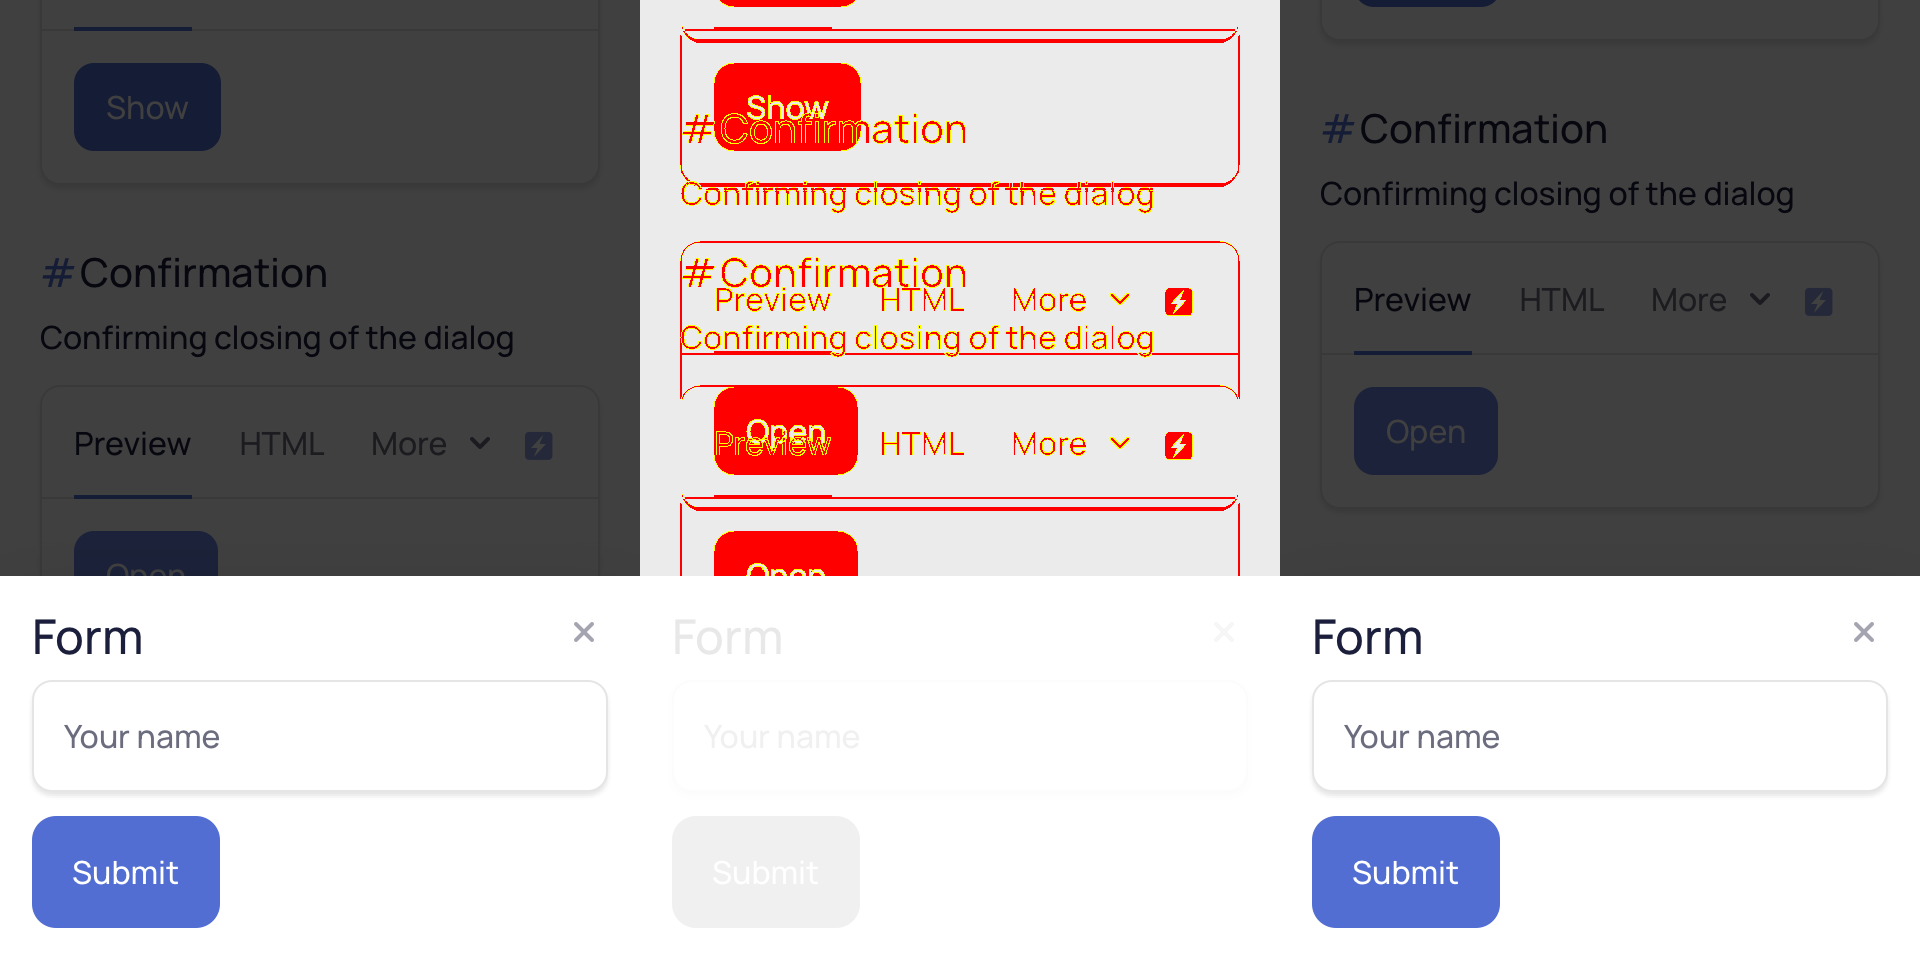 Show
#Confirmation
Confirming closing of the dialog
Preview HTML More
Open
Form
Your name
Submit
Show
#Confirmation
Confirming closing of the dialog
#Confirmation
Preview HTML More
Confirming closing of the dialog
Open
Preview HTML More
Open
Form
Your name
Submit
#Confirmation
Confirming closing of the dialog
Preview HTML More
Open
Form
Your name
Submit